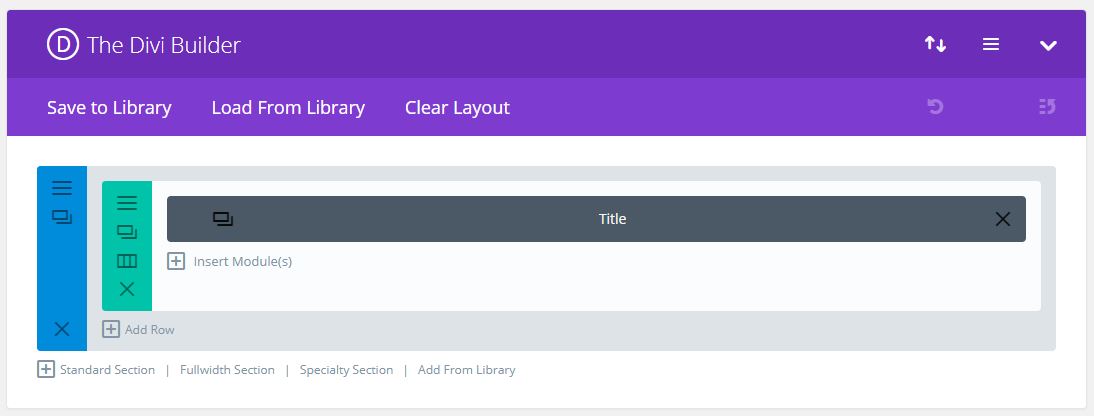 D The Divi Builder
Save to Library Load From Library Clear Layout
Title
Insert Module(s)
Add Row
Standard Section | Fullwidth Section | Specialty Section | Add From Library